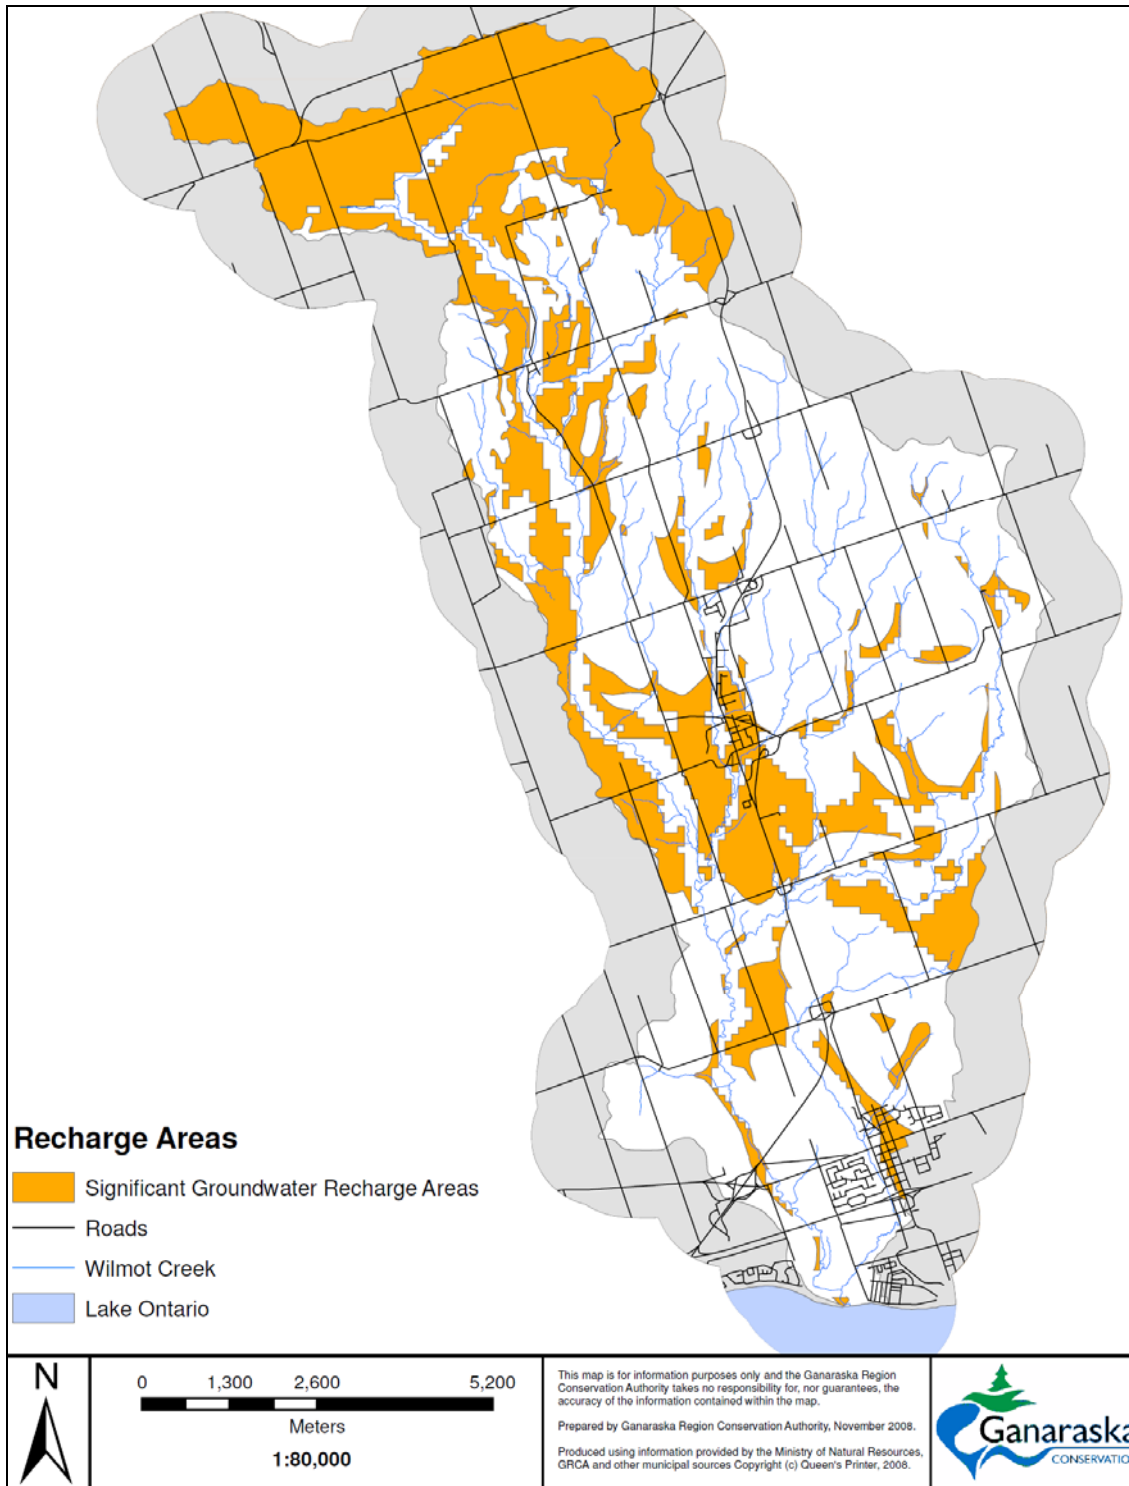 Recharge Areas
Significant Groundwater Recharge Areas
Roads
Wilmot Creek
Lake Ontario
N
0 1,300 2,600 5,200
Meters
1:80,000
This map is for information purposes only and the Ganaraska Region
Conservation Authority takes no responsibility for, nor guarantees, the
accuracy of the information contained within the map.
Prepared by Ganaraska Region Conservation Authority, November 2008.
Produced using information provided by the Ministry of Natural Resources,
GRCA and other municipal sources Copyright (c) Queen's Printer, 2008.
Ganaraska
CONSERVATION